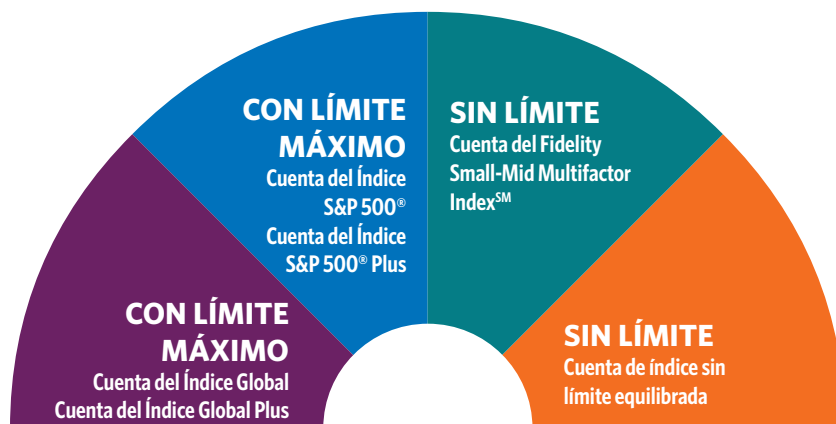 CON LÍMITE
MÁXIMO
Cuenta del Índice
S&P 500®
Cuenta del Índice
S&P 500® Plus
SIN LÍMITE
Cuenta del Fidelity
Small-Mid Multifactor
Index℠
CON LÍMITE
MÁXIMO
Cuenta del Índice Global
Cuenta del Índice Global Plus
SIN LÍMITE
Cuenta de índice sin
límite equilibrada